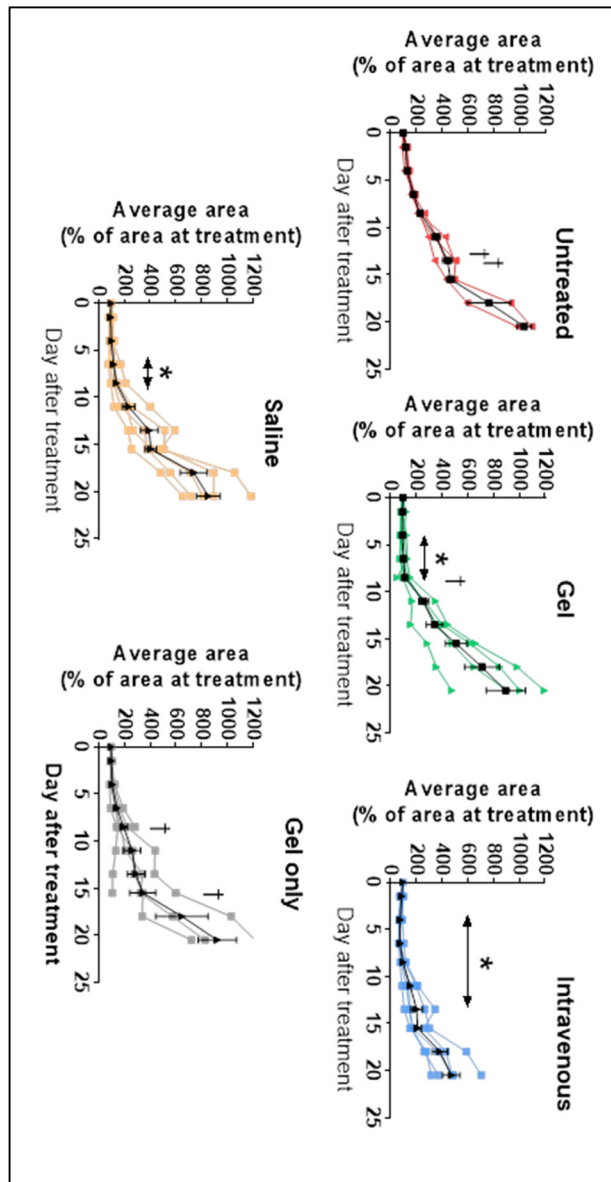 Untreated
Average area
(% of area at treatment)
1200
1000
800
600
400
200
0
† †
0 5 10 15 20 25
Day after treatment
Gel
Average area
(% of area at treatment)
1200
1000
800
600
400
200
0
†
*
0 5 10 15 20 25
Day after treatment
Intravenous
Average area
(% of area at treatment)
1200
1000
800
600
400
200
0
*
0 5 10 15 20 25
Day after treatment
Saline
Average area
(% of area at treatment)
1200
1000
800
600
400
200
0
*
0 5 10 15 20 25
Day after treatment
Gel only
Average area
(% of area at treatment)
1200
1000
800
600
400
200
0
†
†
0 5 10 15 20 25
Day after treatment